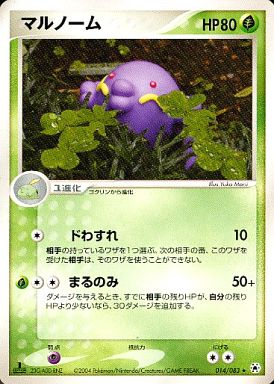 マルノーム HP80
Illus. Yuka Morii
1進化 ゴクリンから進化
ドわすれ 10
相手の持っているワザを1つ選ぶ。次の相手の番、このワザを
受けた相手は、そのワザを使うことができない。
まるのみ 50+
ダメージを与えるとき、すでに相手の残りHPが、自分の残り
HPより少ないなら、30ダメージを追加する。
弱点 抵抗力 にげる
©2004 Pokémon/Nintendo/Creatures/GAME FREAK
014/083